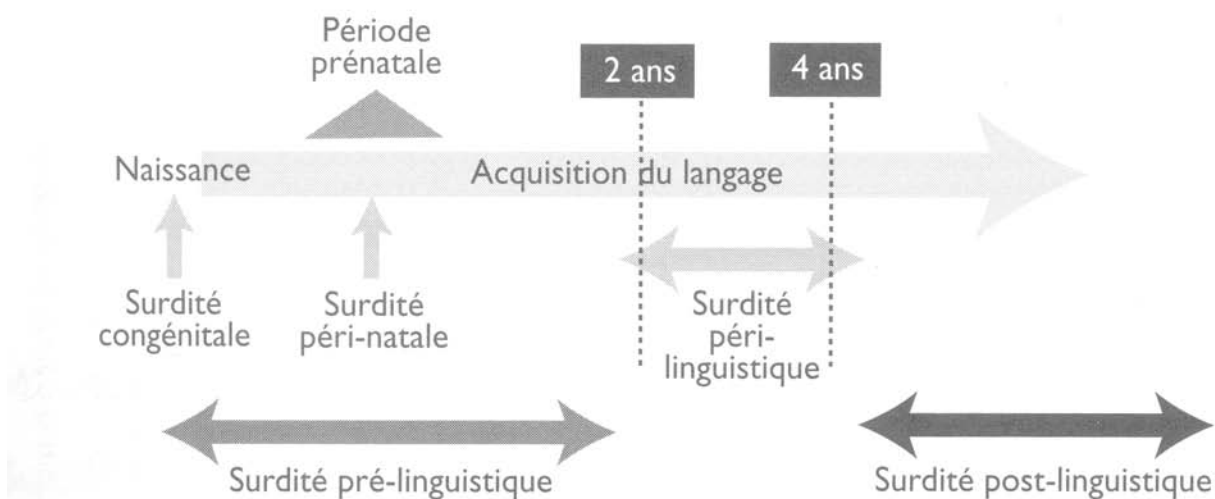 Période
prénatale
2 ans
4 ans
Naissance
Acquisition du langage
Surdité
congénitale
Surdité
péri-natale
Surdité
péri-
linguistique
Surdité pré-linguistique
Surdité post-linguistique